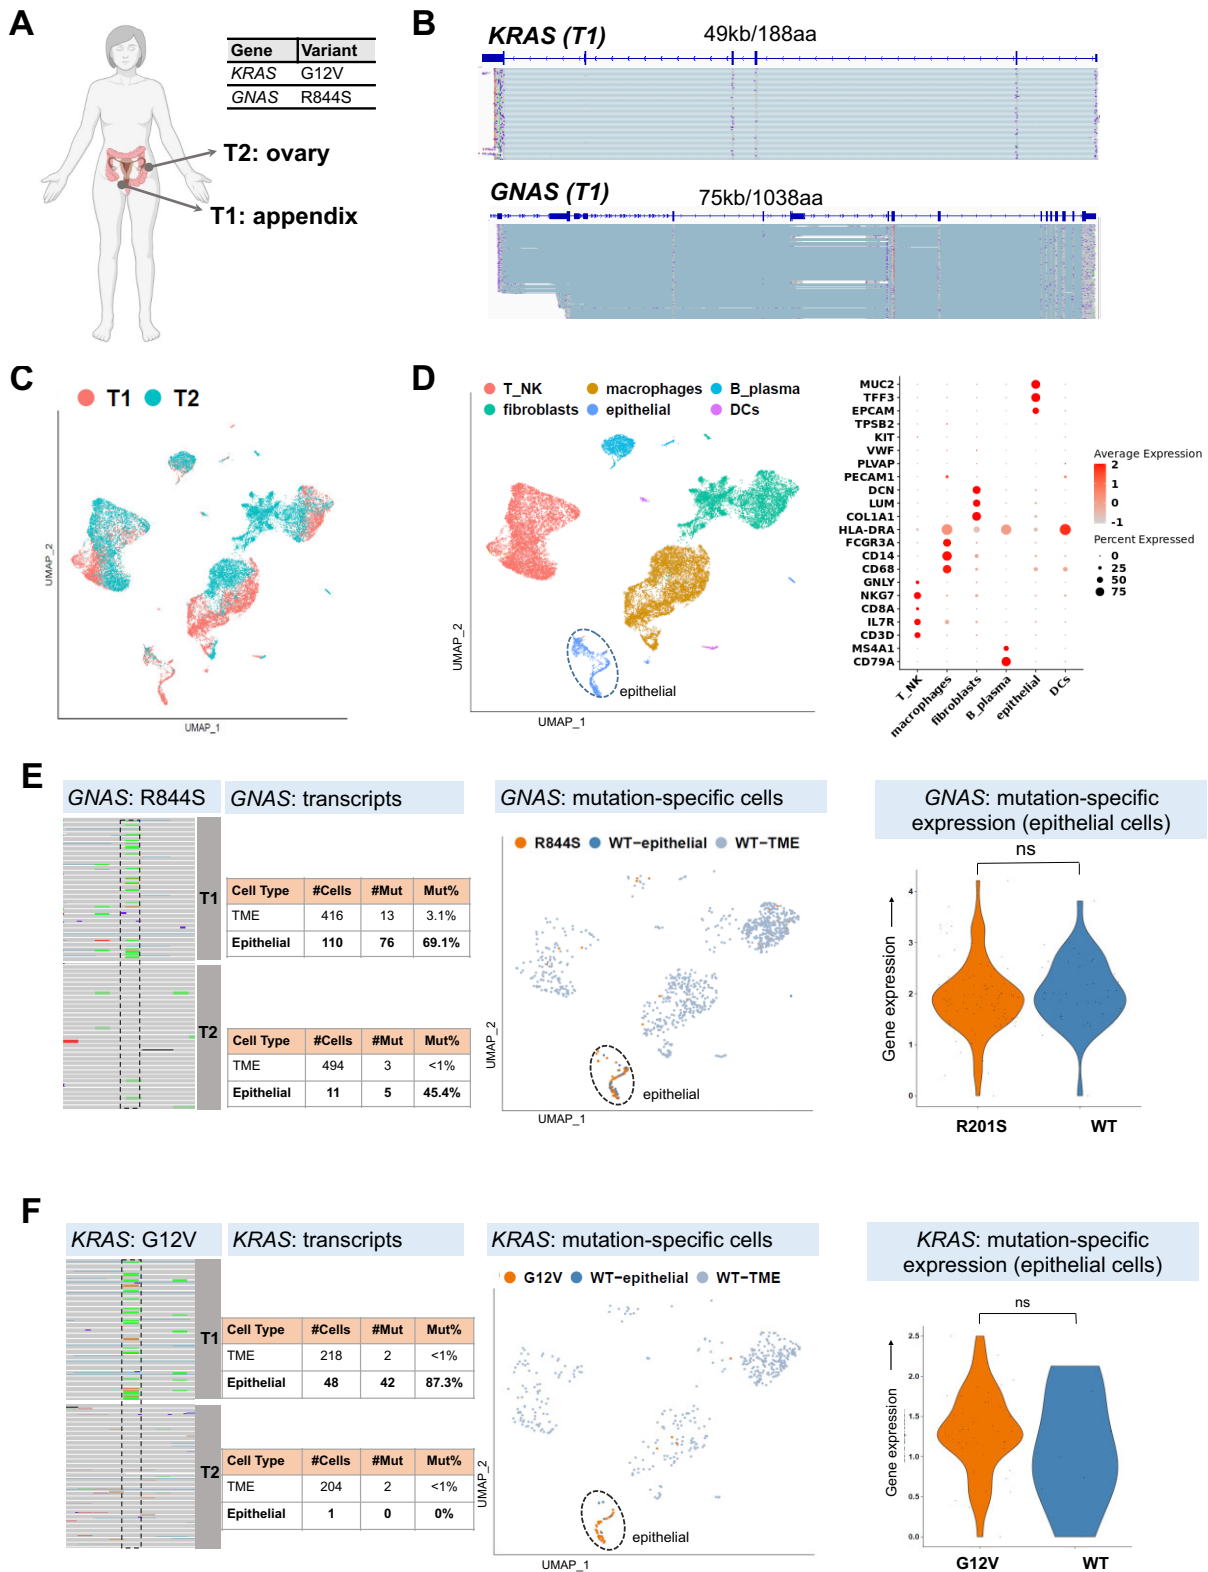 A
Gene Variant
KRAS G12V
GNAS R844S
T2: ovary
T1: appendix
B
KRAS (T1) 49kb/188aa
GNAS (T1) 75kb/1038aa
C
T1 T2
UMAP_2
UMAP_1
D
T_NK macrophages B_plasma
fibroblasts epithelial DCs
epithelial
UMAP_2
UMAP_1
MUC2
TFF3
EPCAM
TPSB2
KIT
VWF
PLVAP
PECAM1
DCN
LUM
COL1A1
HLA-DRA
FCGR3A
CD14
CD68
GNLY
NKG7
CD8A
IL7R
CD3D
MS4A1
CD79A
T_NK
macrophages
fibroblasts
B_plasma
epithelial
DCs
Average Expression
2
1
0
-1
Percent Expressed
0
25
50
75
E
GNAS: R844S
T1
T2
GNAS: transcripts
Cell Type #Cells #Mut Mut%
TME 416 13 3.1%
Epithelial 110 76 69.1%
Cell Type #Cells #Mut Mut%
TME 494 3 <1%
Epithelial 11 5 45.4%
GNAS: mutation-specific cells
R844S WT−epithelial WT−TME
epithelial
UMAP_2
UMAP_1
GNAS: mutation-specific
expression (epithelial cells)
ns
Gene expression
4
3
2
1
0
R201S WT
F
KRAS: G12V
T1
T2
KRAS: transcripts
Cell Type #Cells #Mut Mut%
TME 218 2 <1%
Epithelial 48 42 87.3%
Cell Type #Cells #Mut Mut%
TME 204 2 <1%
Epithelial 1 0 0%
KRAS: mutation-specific cells
G12V WT−epithelial WT−TME
epithelial
UMAP_2
UMAP_1
KRAS: mutation-specific
expression (epithelial cells)
ns
Gene expression
2.5
2.0
1.5
1.0
0.5
0.0
G12V WT